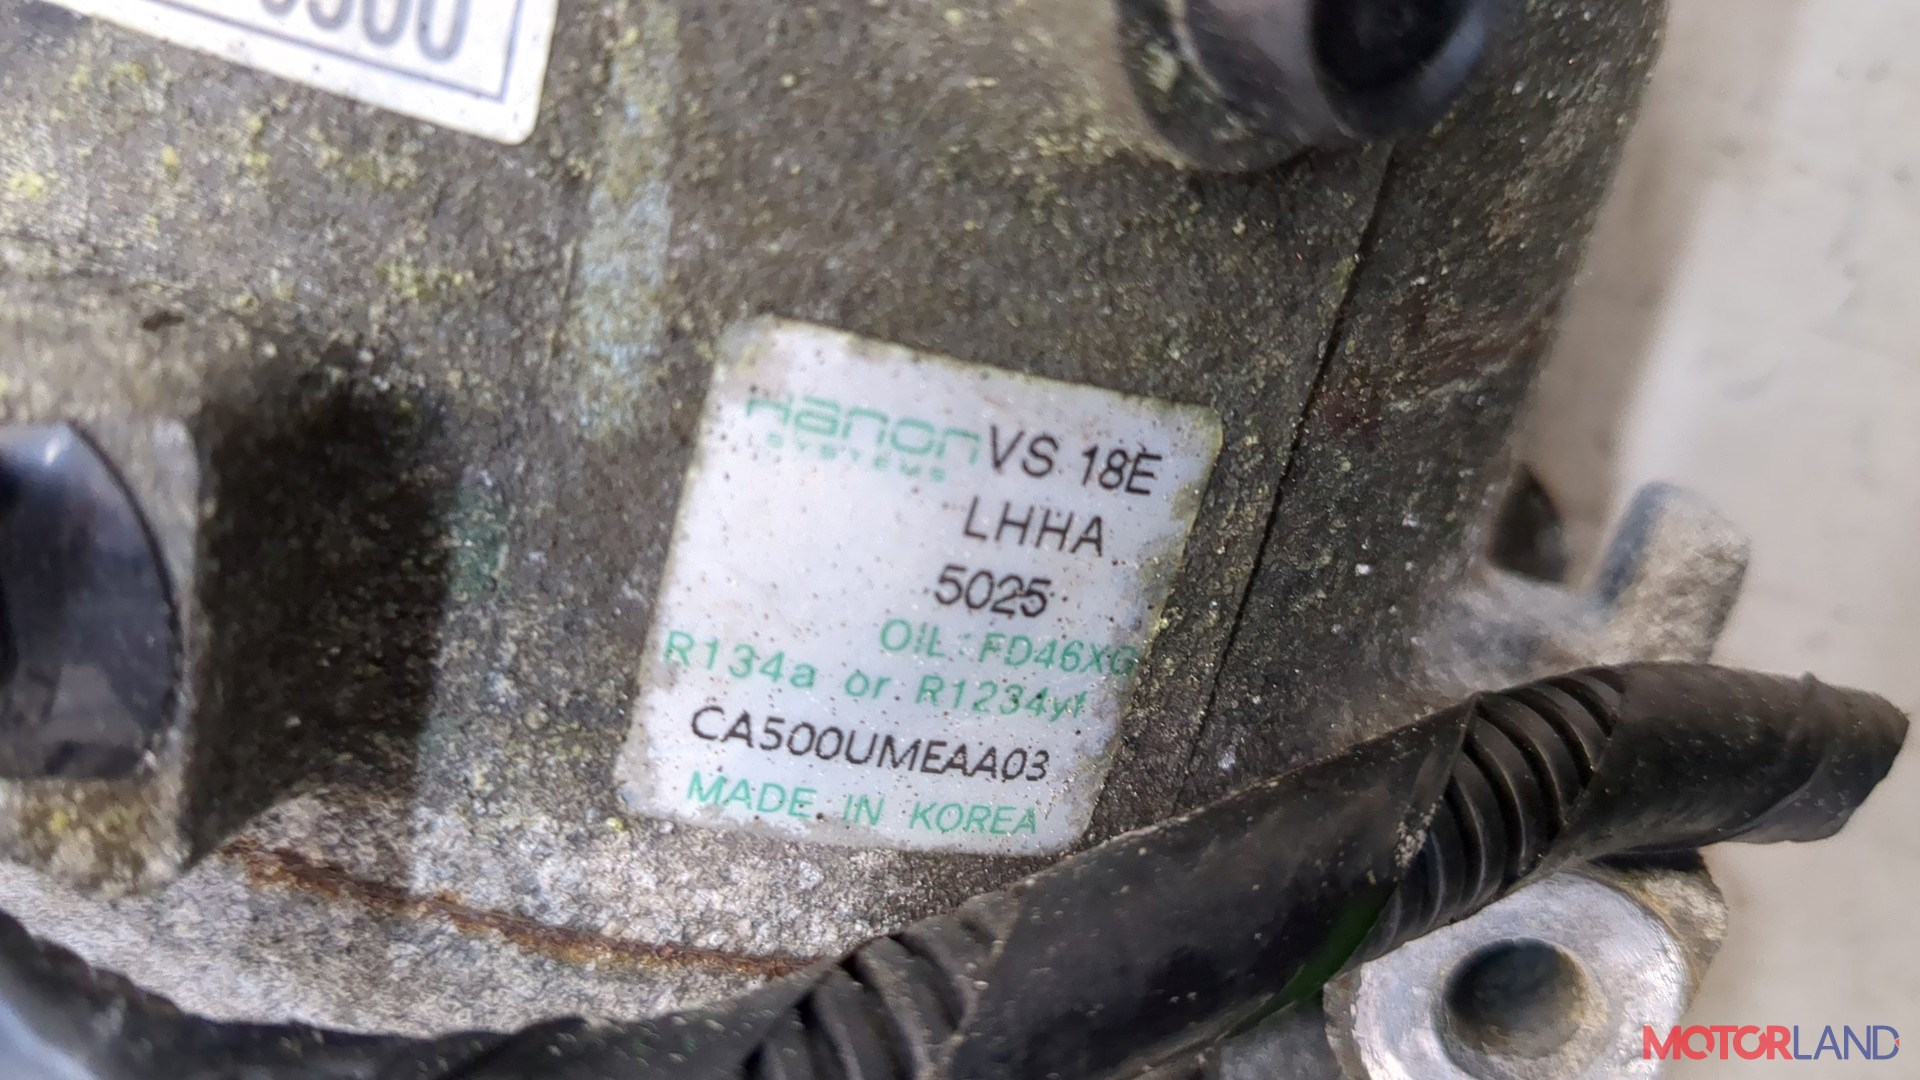 Hanon VS 18E
SYSTEMS
LHHA
5025
OIL : FD46XG
R134a or R1234yf
CA500UMEAA03
MADE IN KOREA
MOTORLAND